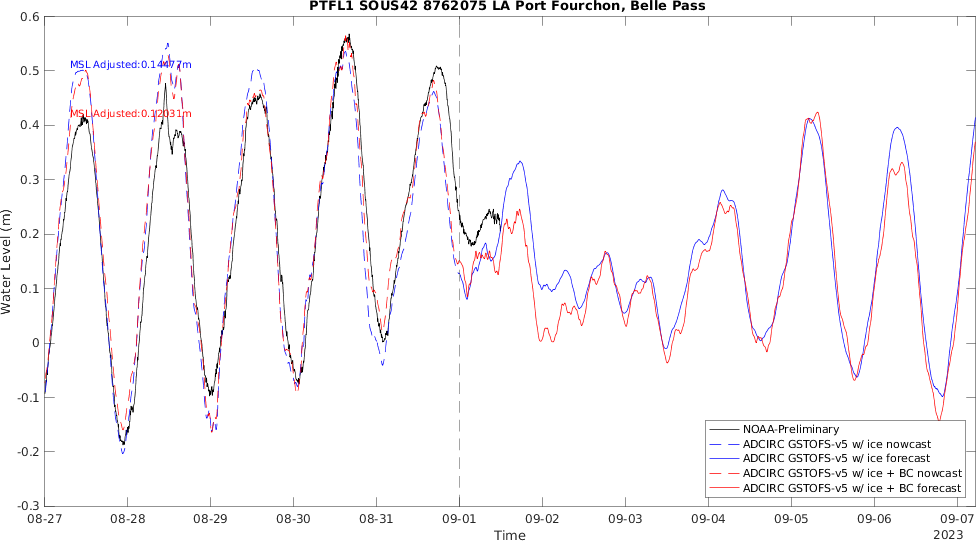 PTFL1 SOUS42 8762075 LA Port Fourchon, Belle Pass
0.6
0.5
0.4
0.3
0.2
0.1
0
-0.1
-0.2
-0.3
Water Level (m)
MSL Adjusted:0.14477m
MSL Adjusted:0.12031m
NOAA-Preliminary
ADCIRC GSTOFS-v5 w/ ice nowcast
ADCIRC GSTOFS-v5 w/ ice forecast
ADCIRC GSTOFS-v5 w/ ice + BC nowcast
ADCIRC GSTOFS-v5 w/ ice + BC forecast
08-27 08-28 08-29 08-30 08-31 09-01 09-02 09-03 09-04 09-05 09-06 09-07
Time
2023